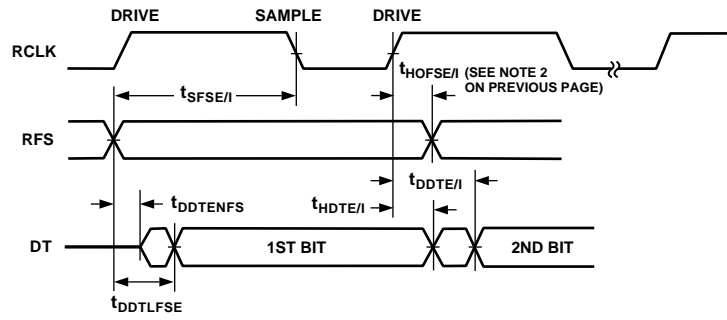 DRIVE SAMPLE DRIVE
RCLK
tHOFSE/I (SEE NOTE 2
ON PREVIOUS PAGE)
tSFSE/I
RFS
tDDTE/I
tDDTENFS
tHDTE/I
DT
1ST BIT
2ND BIT
tDDTLFSE